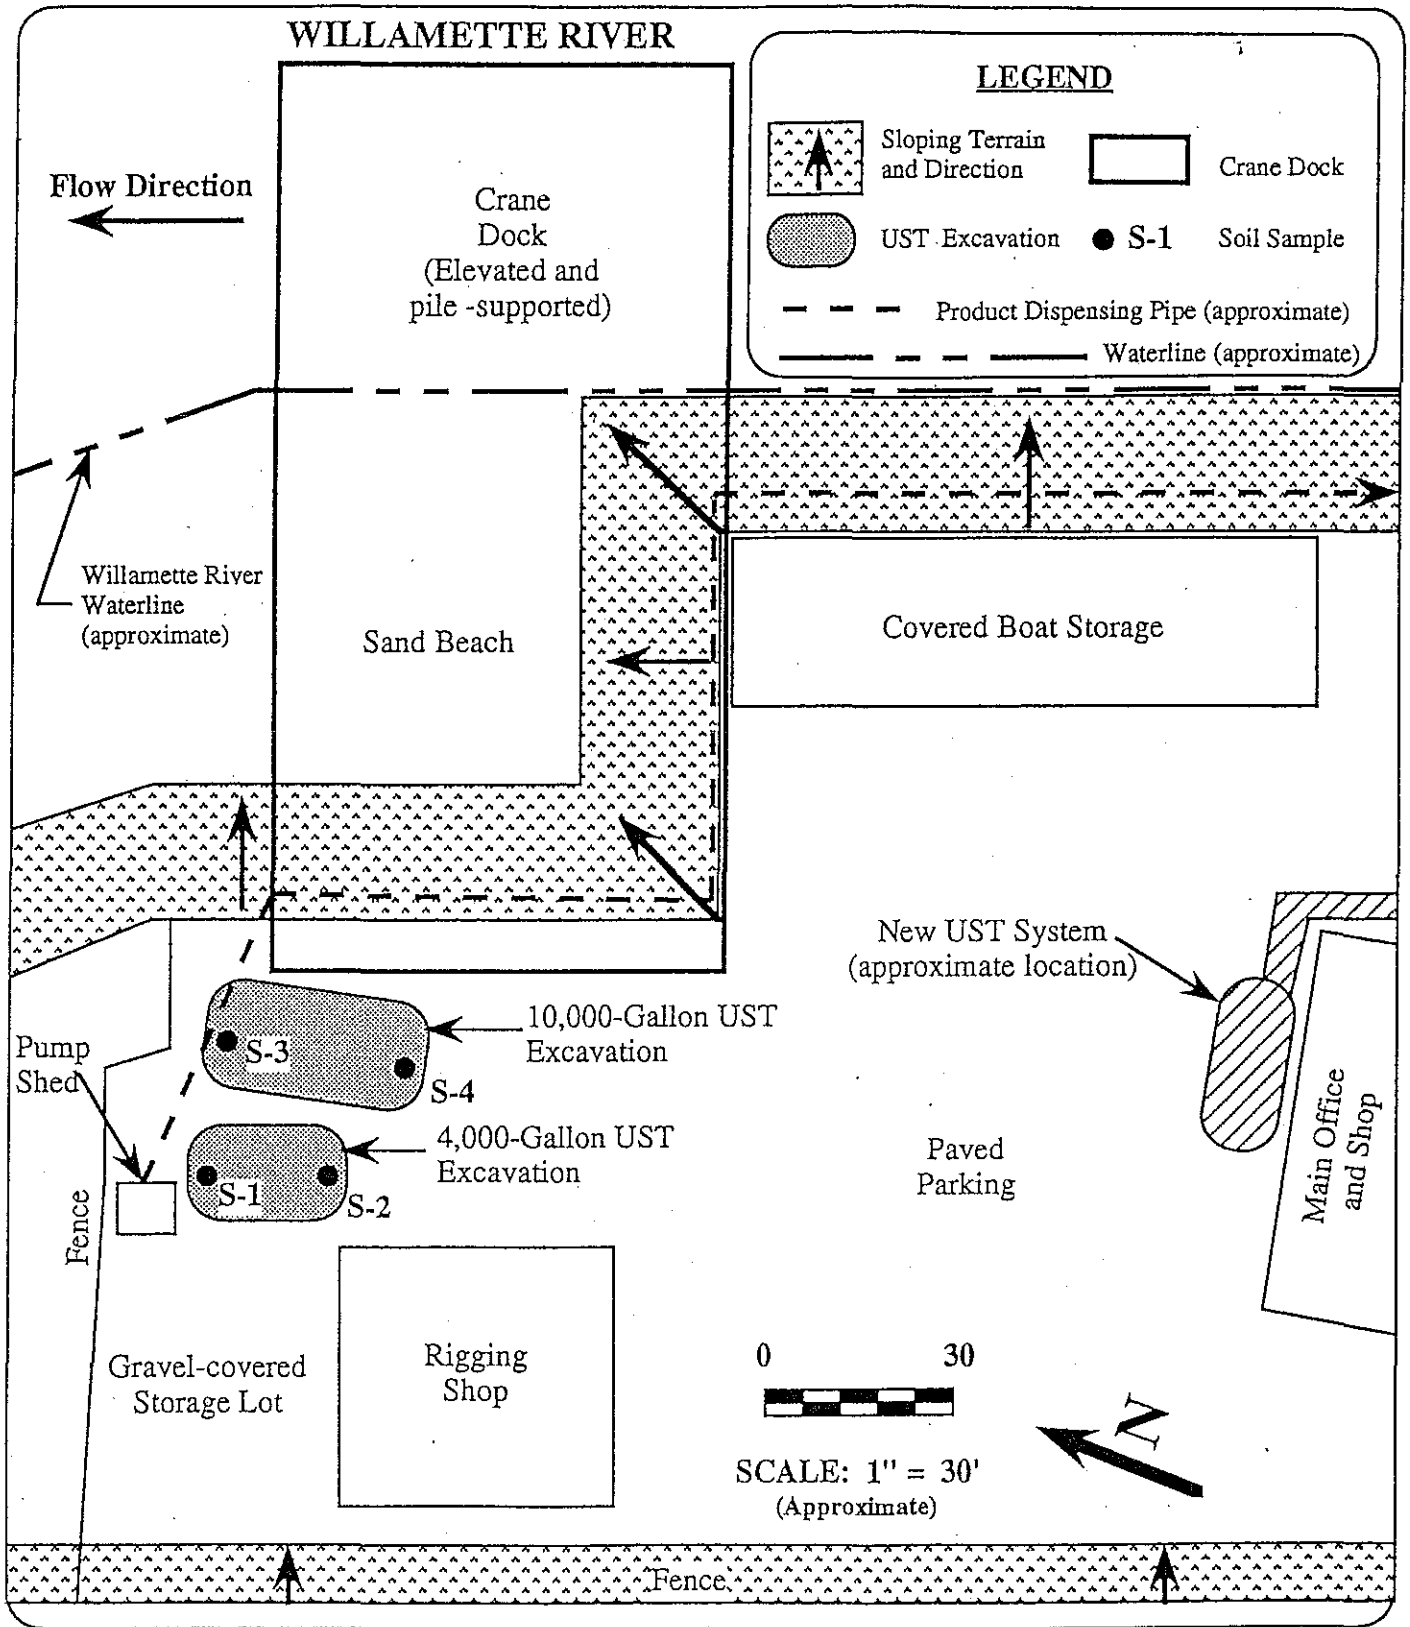 WILLAMETTE RIVER
LEGEND
Sloping Terrain
and Direction
Crane Dock
UST Excavation
S-1
Soil Sample
Product Dispensing Pipe (approximate)
Waterline (approximate)
Flow Direction
Crane
Dock
(Elevated and
pile -supported)
Willamette River
Waterline
(approximate)
Sand Beach
Covered Boat Storage
New UST System
(approximate location)
10,000-Gallon UST
Excavation
Pump
Shed
S-3
S-4
4,000-Gallon UST
Excavation
S-1
S-2
Fence
Paved
Parking
Main Office
and Shop
Gravel-covered
Storage Lot
Rigging
Shop
0 30
N
SCALE: 1" = 30'
(Approximate)
Fence